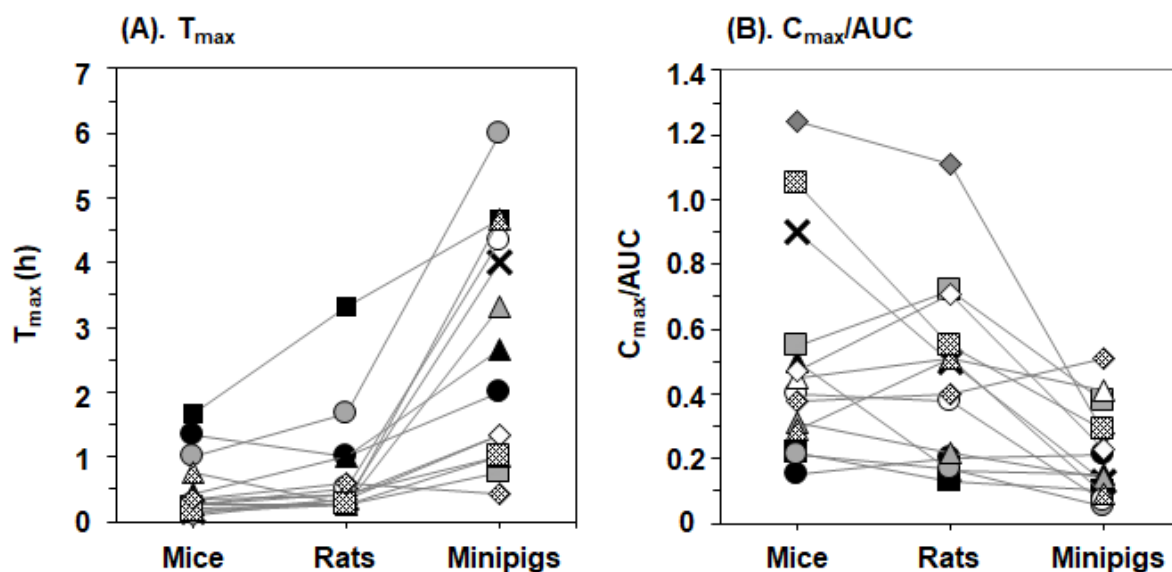 (A). Tmax
7
6
5
4
3
2
1
0
Tmax (h)
Mice Rats Minipigs
(B). Cmax/AUC
1.4
1.2
1.0
0.8
0.6
0.4
0.2
0
Cmax/AUC
Mice Rats Minipigs